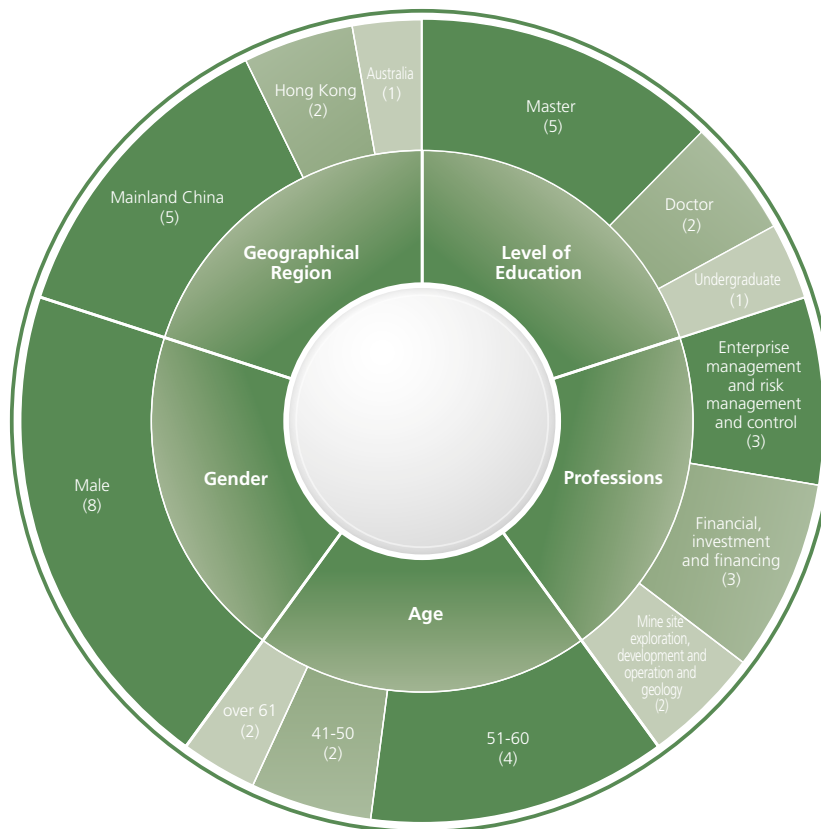 Geographical
Region
Mainland China
(5)
Hong Kong
(2)
Australia
(1)
Level of
Education
Master
(5)
Doctor
(2)
Undergraduate
(1)
Professions
Enterprise
management
and risk
management
and control
(3)
Financial,
investment
and financing
(3)
Mine site
exploration,
development and
operation and
geology
(2)
Age
51-60
(4)
41-50
(2)
over 61
(2)
Gender
Male
(8)